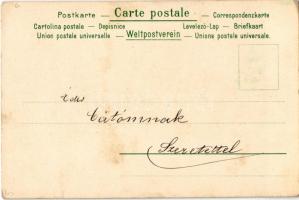 Postkarte — Carte postale — Correspondenzkarte
Cartolina postale — Dopisnice Levelező-Lap — Briefkaart
Union postale universelle — Weltpostverein — Unione postale universale.
Édes
Cátómnak
Szeretettel